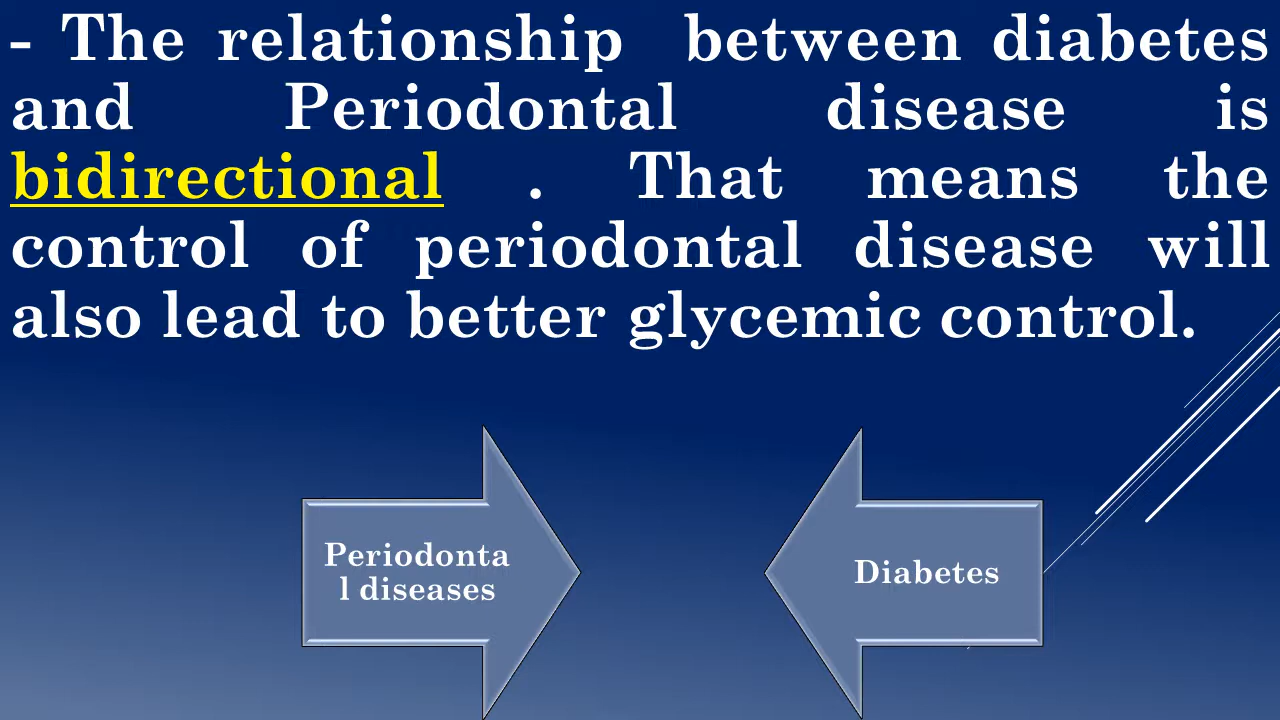 - The relationship between diabetes
and Periodontal disease is
bidirectional . That means the
control of periodontal disease will
also lead to better glycemic control.
Periodonta
l diseases
Diabetes